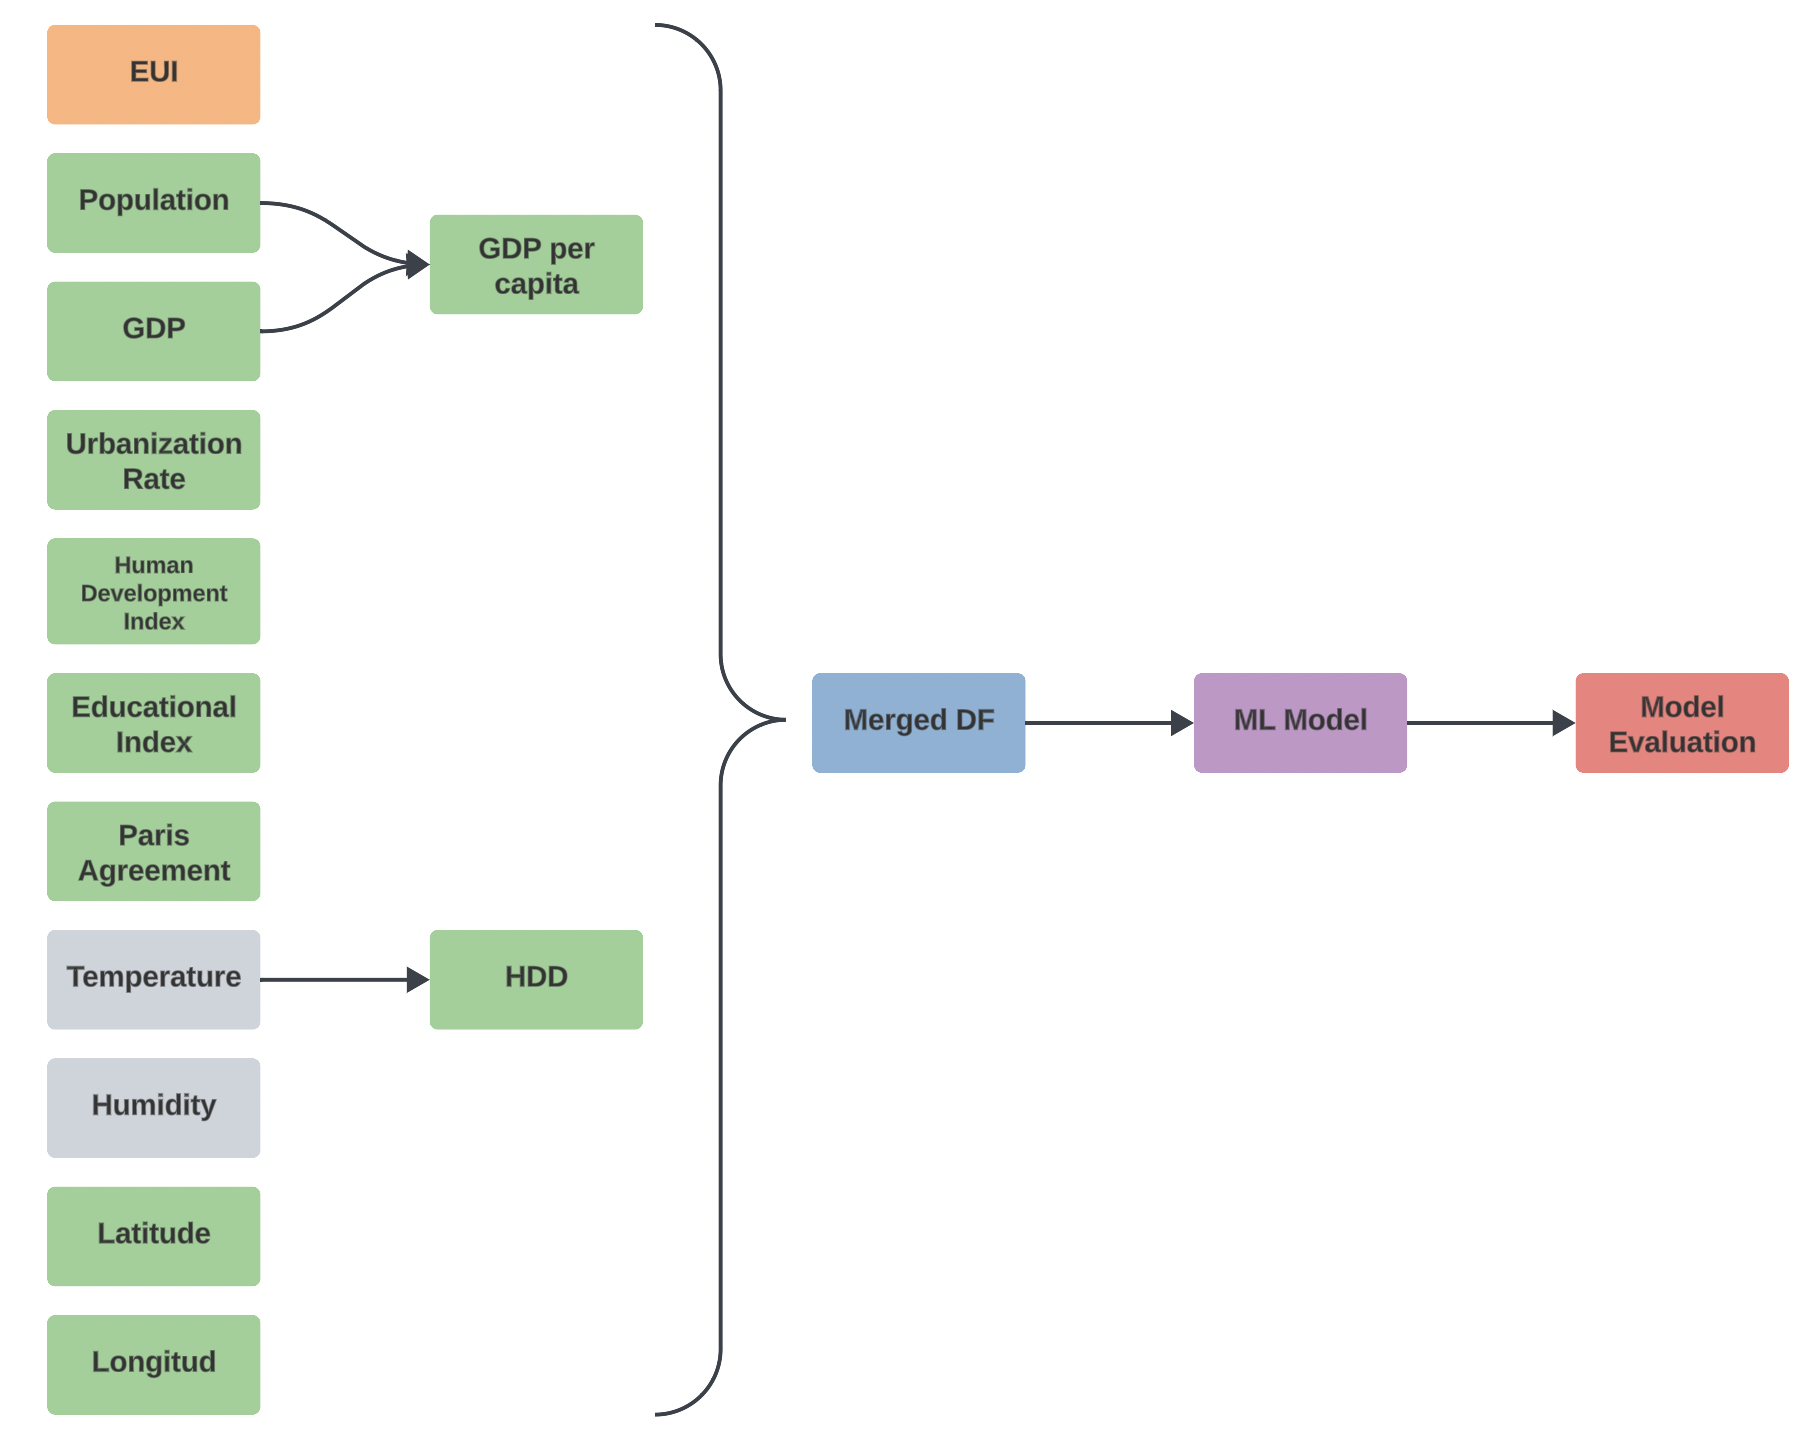 EUI
Population
GDP
GDP per
capita
Urbanization
Rate
Human
Development
Index
Educational
Index
Paris
Agreement
Temperature
HDD
Humidity
Latitude
Longitud
Merged DF
ML Model
Model
Evaluation